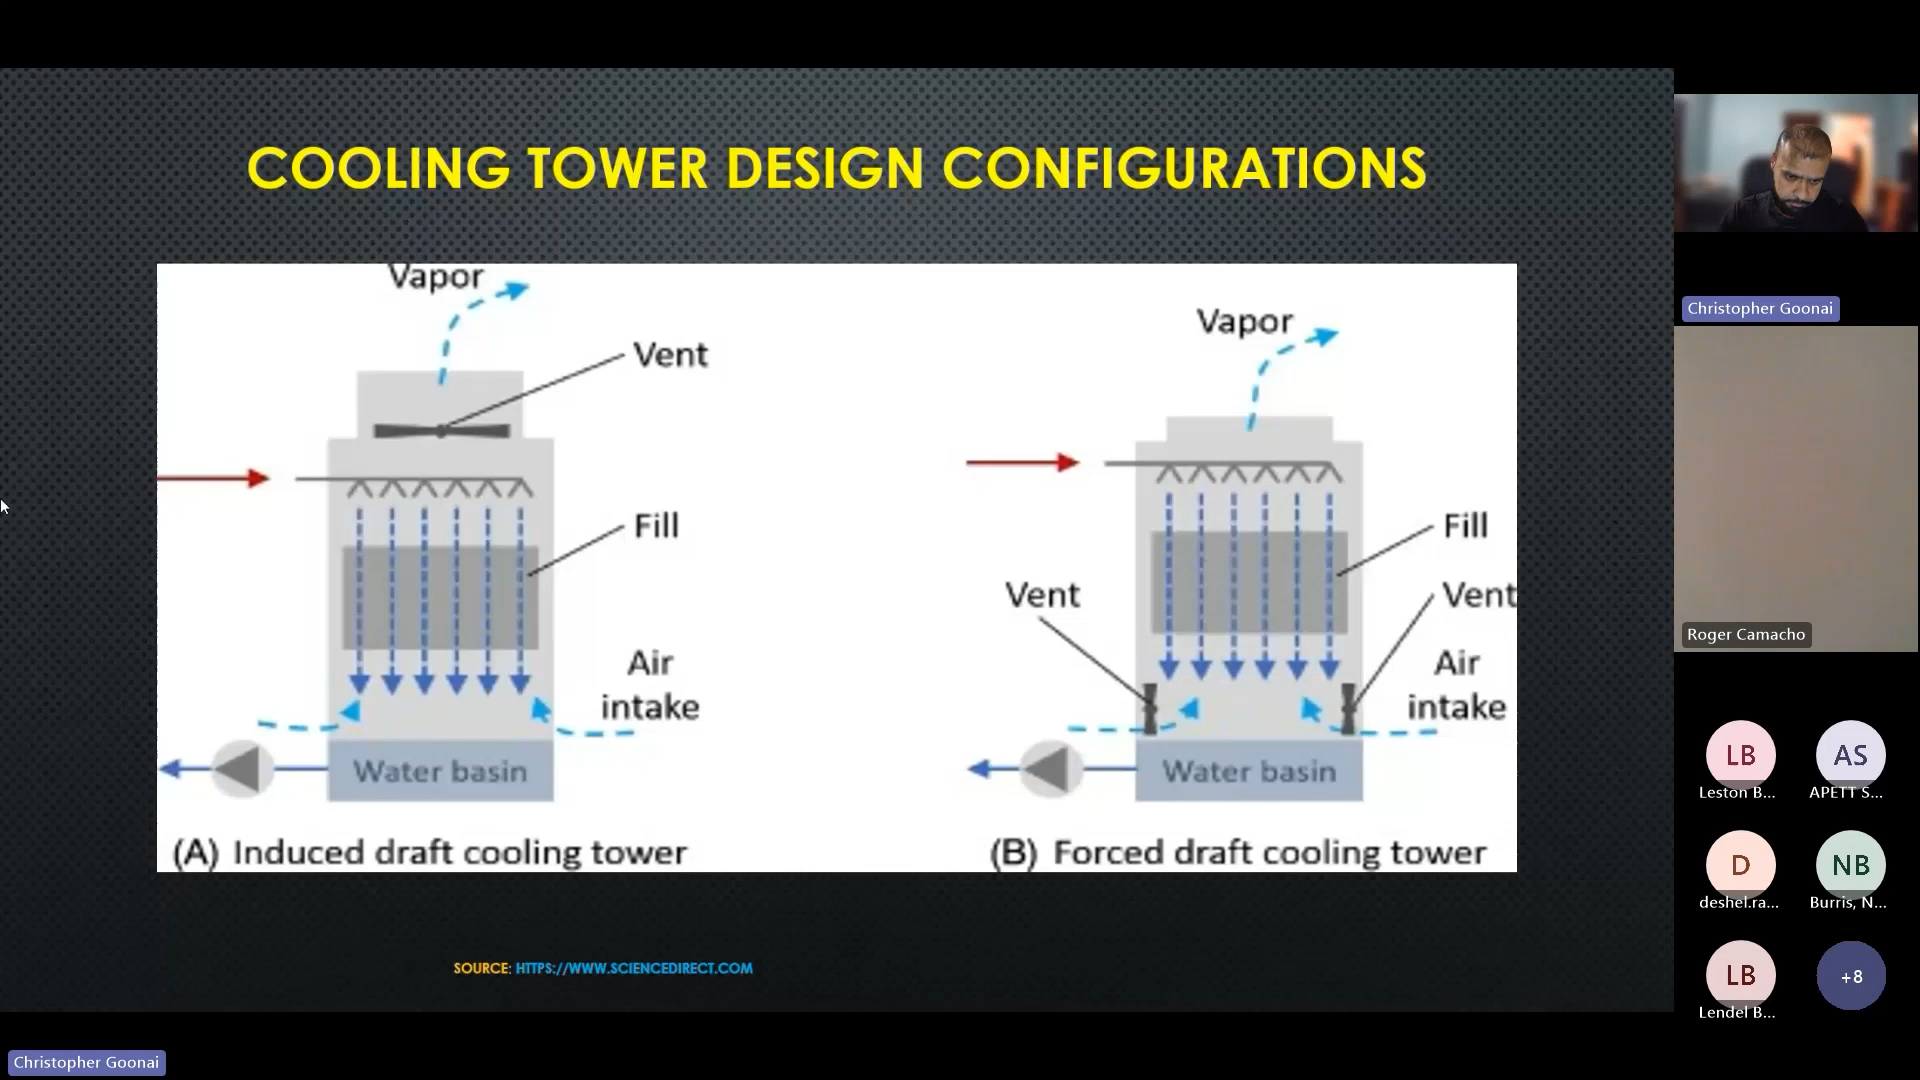 COOLING TOWER DESIGN CONFIGURATIONS
Vapor
Vent
Fill
Air
intake
Water basin
(A) Induced draft cooling tower
Vapor
Fill
Vent
Vent
Air
intake
Water basin
(B) Forced draft cooling tower
SOURCE: HTTPS://WWW.SCIENCEDIRECT.COM
Christopher Goonai
Roger Camacho
LB
Leston B...
AS
APETT S...
D
deshel.ra...
NB
Burris, N...
LB
Lendel B...
+8
Christopher Goonai